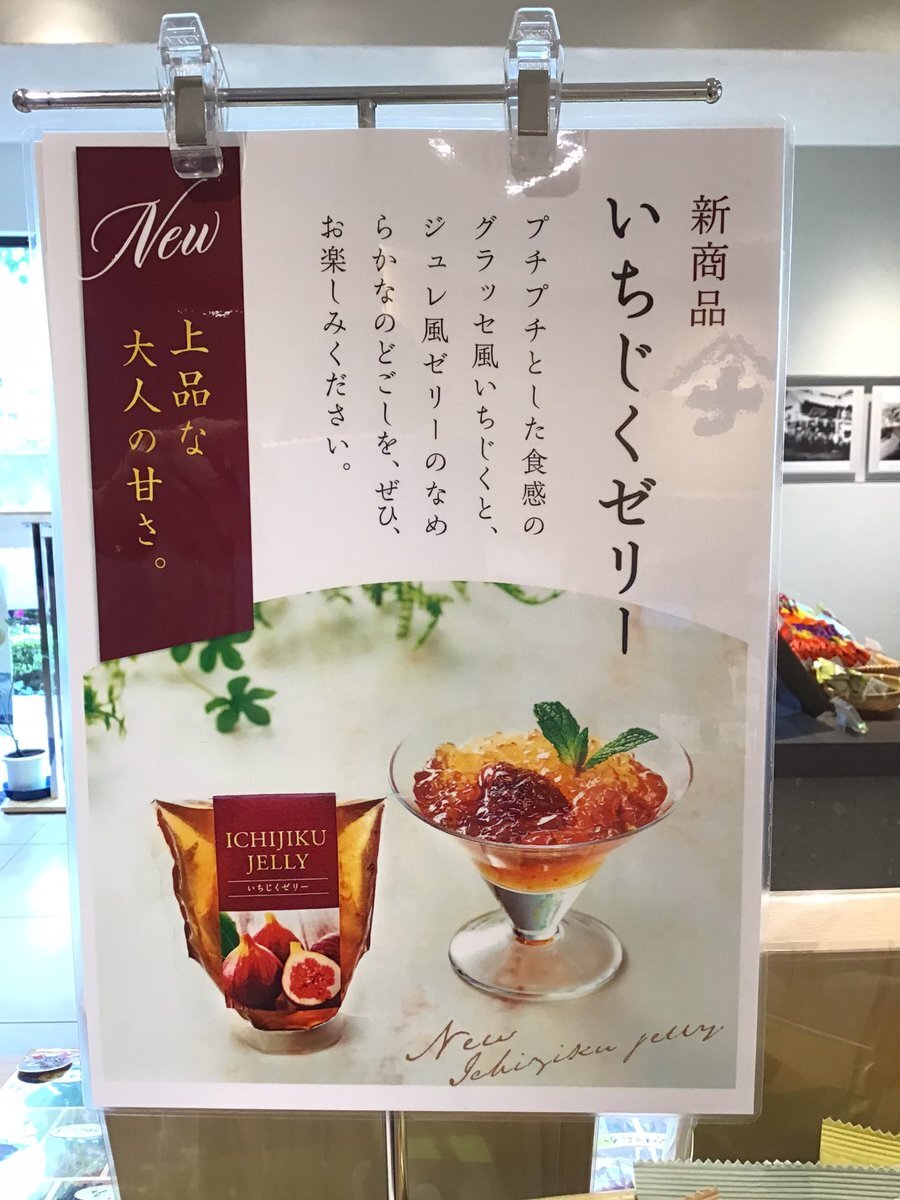 新商品
いちじくゼリー
プチプチとした食感の
グラッセ風いちじくと、
ジュレ風ゼリーのなめ
らかなのどごしを、ぜひ、
お楽しみください。
New
上品な
大人の甘さ。
ICHIJIKU
JELLY
いちじくゼリー
New
Ichijiku jelly
サ